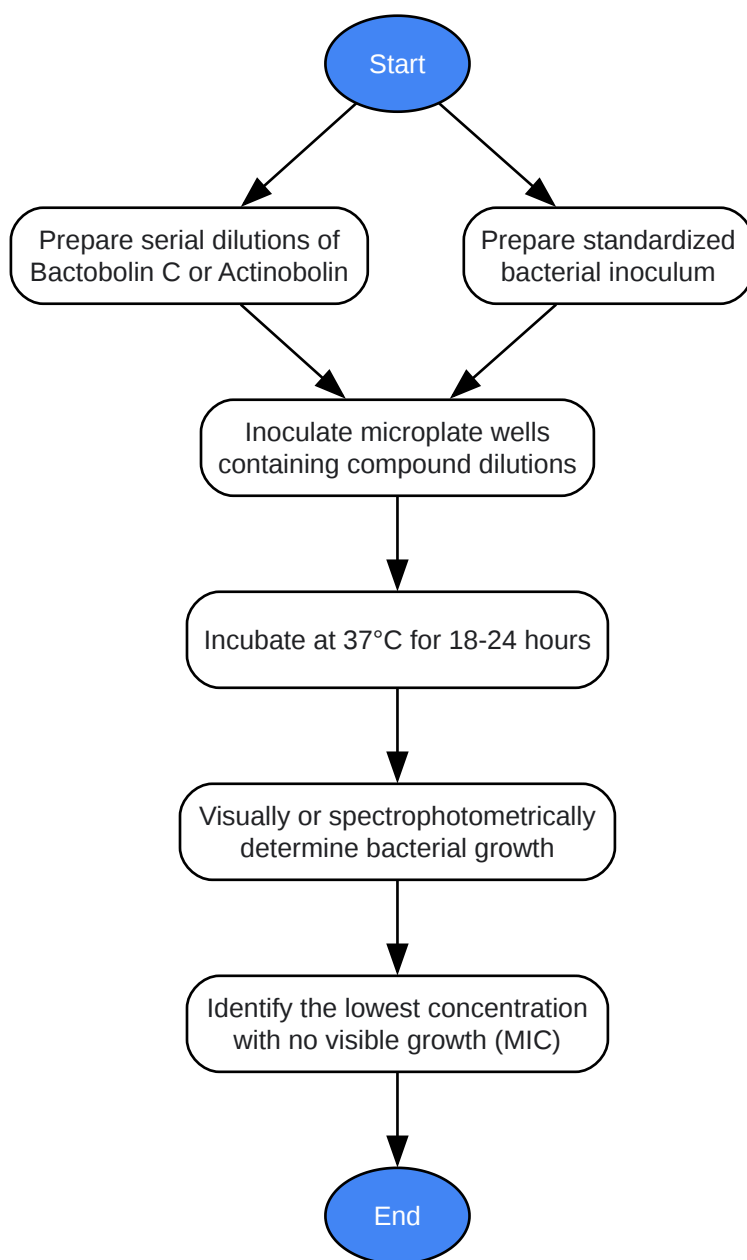 Start
Prepare serial dilutions of
Bactobolin C or Actinobolin
Prepare standardized
bacterial inoculum
Inoculate microplate wells
containing compound dilutions
Incubate at 37°C for 18-24 hours
Visually or spectrophotometrically
determine bacterial growth
Identify the lowest concentration
with no visible growth (MIC)
End